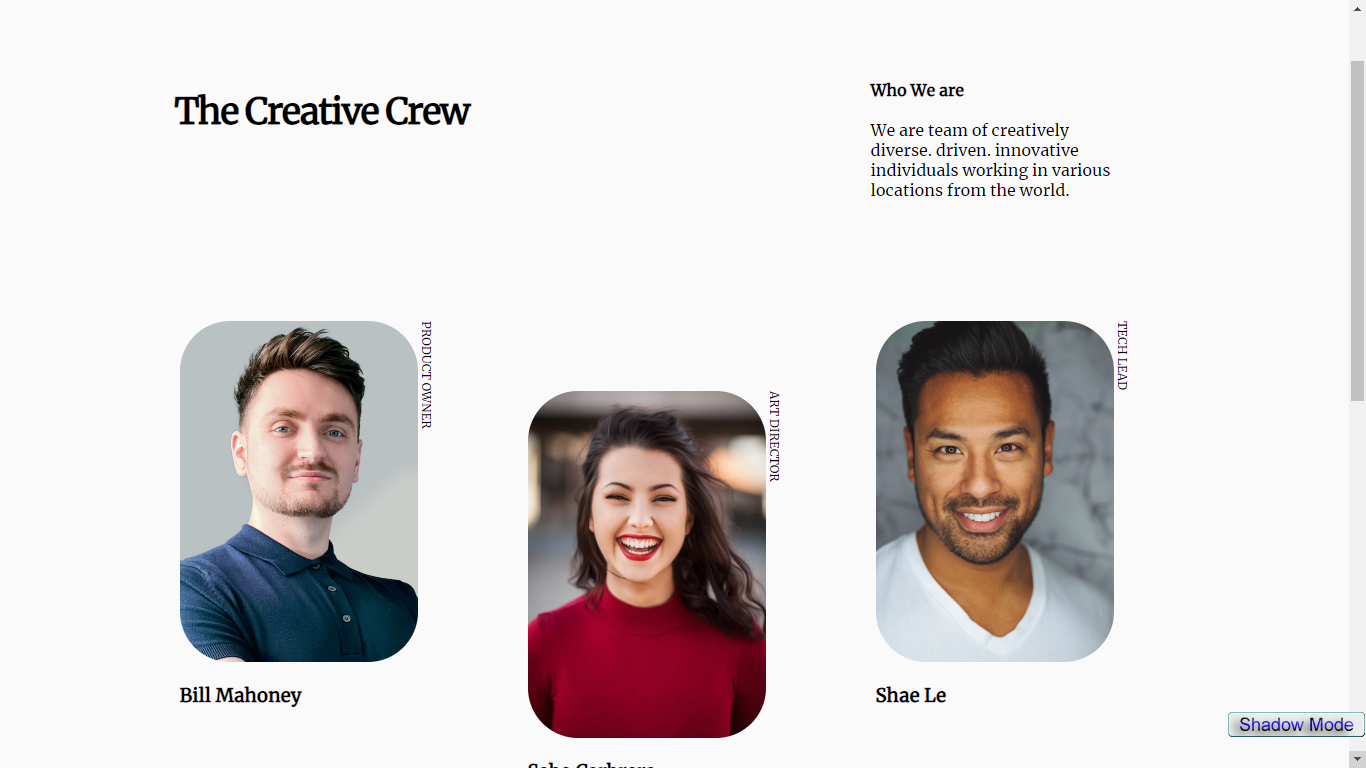 The Creative Crew
Who We are
We are team of creatively
diverse. driven. innovative
individuals working in various
locations from the world.
PRODUCT OWNER
Bill Mahoney
ART DIRECTOR
TECH LEAD
Shae Le
Shadow Mode